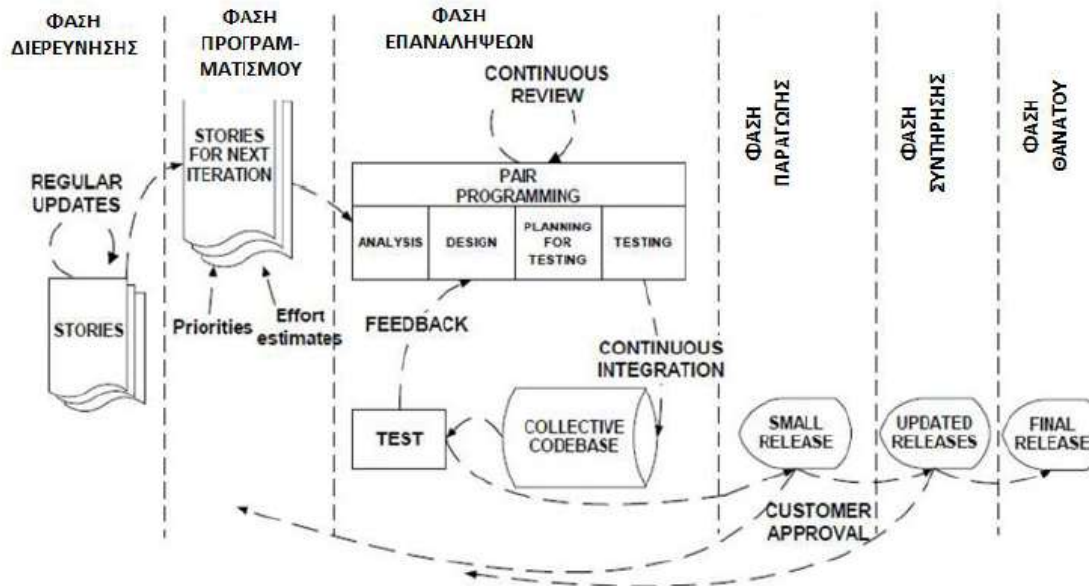 ΦΑΣΗ
ΔΙΕΡΕΥΝΗΣΗΣ
ΦΑΣΗ
ΠΡΟΓΡΑΜ-
ΜΑΤΙΣΜΟΥ
ΦΑΣΗ
ΕΠΑΝΑΛΗΨΕΩΝ
ΦΑΣΗ
ΠΑΡΑΓΩΓΗΣ
ΦΑΣΗ
ΣΥΝΤΗΡΗΣΗΣ
ΦΑΣΗ
ΘΑΝΑΤΟΥ
REGULAR
UPDATES
STORIES
STORIES
FOR NEXT
ITERATION
Priorities
Effort
estimates
CONTINUOUS
REVIEW
PAIR
PROGRAMMING
ANALYSIS
DESIGN
PLANNING
FOR
TESTING
TESTING
FEEDBACK
CONTINUOUS
INTEGRATION
TEST
COLLECTIVE
CODEBASE
SMALL
RELEASE
UPDATED
RELEASES
FINAL
RELEASE
CUSTOMER
APPROVAL